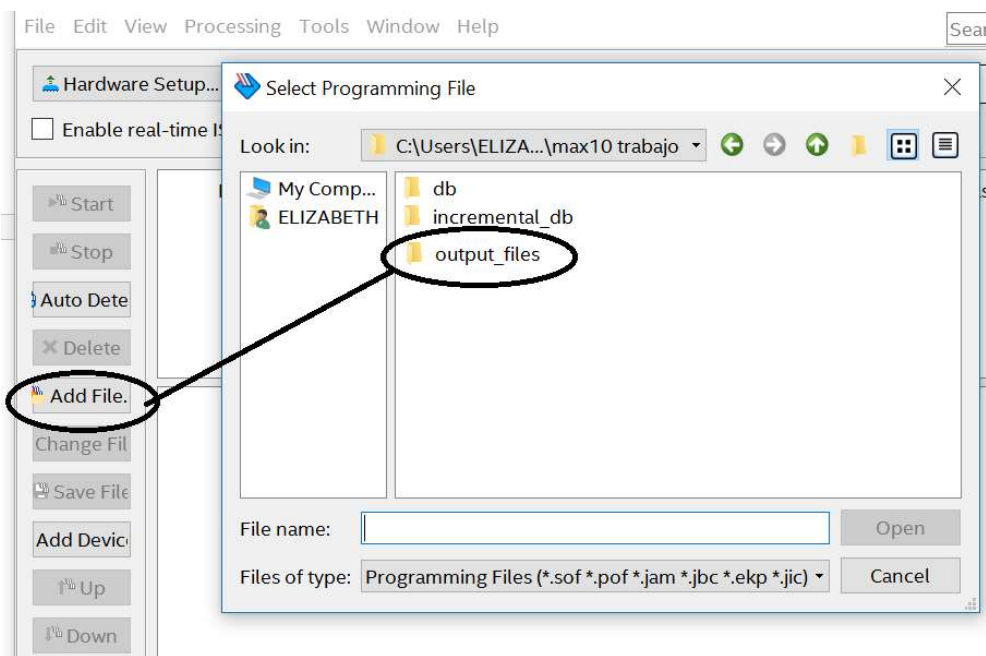 File Edit View Processing Tools Window Help
Sear
Hardware Setup...
Enable real-time IS
Start
Stop
Auto Dete
Delete
Add File.
Change Fil
Save File
Add Devic
Up
Down
Select Programming File
Look in: C:\Users\ELIZA...\max10 trabajo
My Comp...
ELIZABETH
db
incremental_db
output_files
File name: Open
Files of type: Programming Files (*.sof *.pof *.jam *.jbc *.ekp *.jic) Cancel